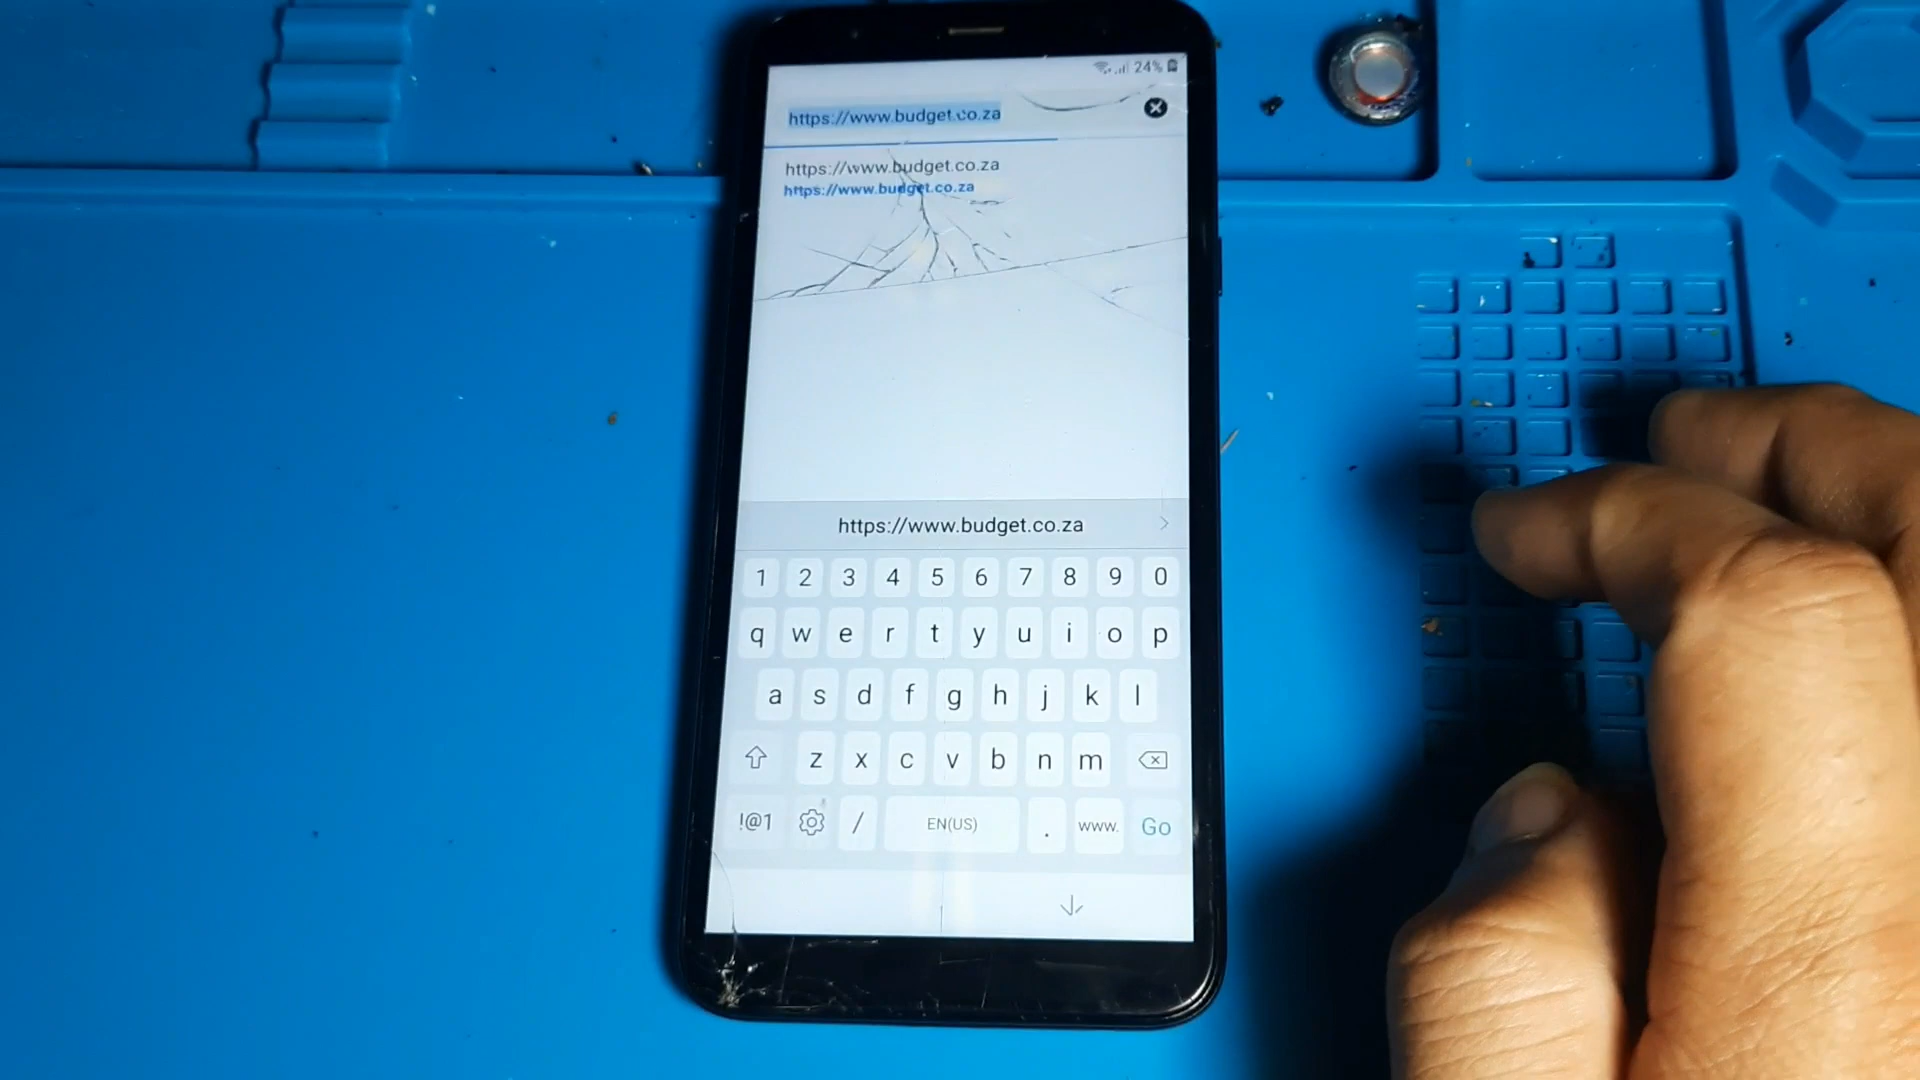 24%
https://www.budget.co.za
https://www.budget.co.za
https://www.budget.co.za
https://www.budget.co.za
1 2 3 4 5 6 7 8 9 0
q w e r t y u i o p
a s d f g h j k l
z x c v b n m
!@1 / EN(US) . www. Go